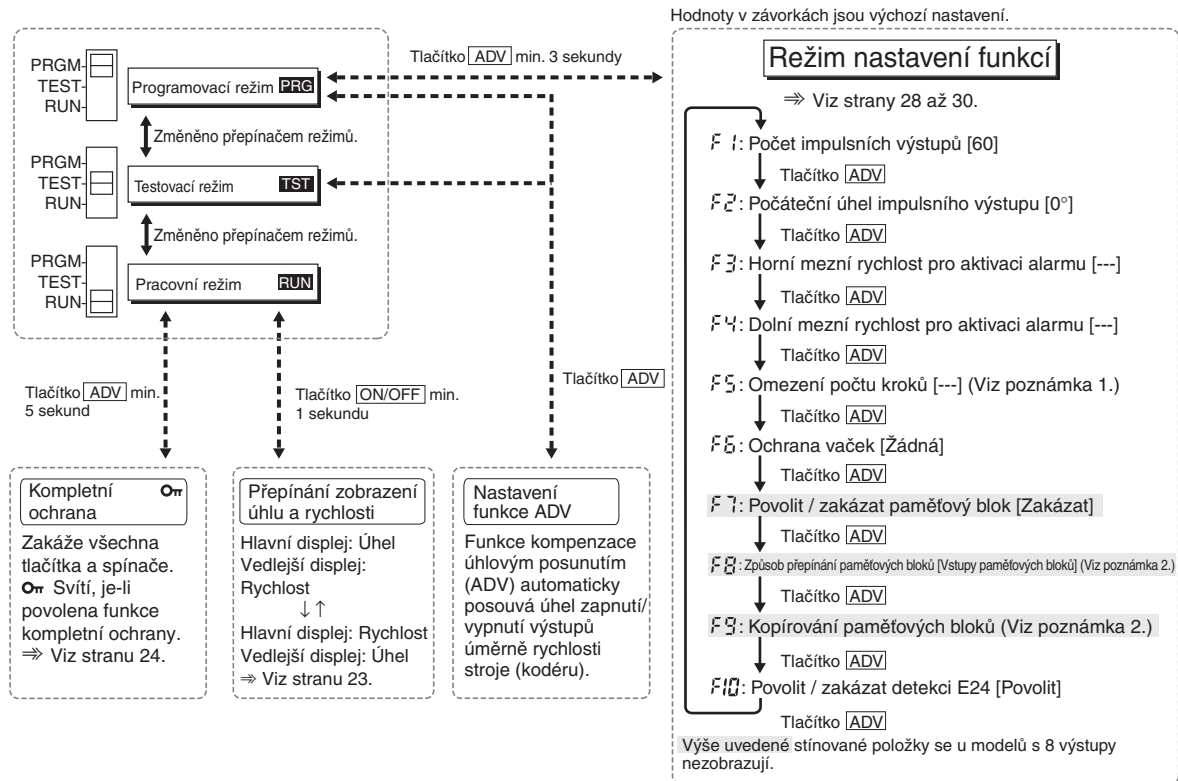 Hodnoty v závorkách jsou výchozí nastavení.
PRGM
TEST
RUN
Programovací režim PRG
Změněno přepínačem režimů.
PRGM
TEST
RUN
Testovací režim TST
Změněno přepínačem režimů.
PRGM
TEST
RUN
Pracovní režim RUN
Tlačítko ADV min. 3 sekundy
Tlačítko ADV min.
5 sekund
Tlačítko ON/OFF min.
1 sekundu
Tlačítko ADV
Kompletní
ochrana
Zakáže všechna
tlačítka a spínače.
Svítí, je-li
povolena funkce
kompletní ochrany.
⇒ Viz stranu 24.
Přepínání zobrazení
úhlu a rychlosti
Hlavní displej: Úhel
Vedlejší displej:
Rychlost
↓↑
Hlavní displej: Rychlost
Vedlejší displej: Úhel
⇒ Viz stranu 23.
Nastavení
funkce ADV
Funkce kompenzace
úhlovým posunutím
(ADV) automaticky
posouvá úhel zapnutí/
vypnutí výstupů
úměrně rychlosti
stroje (kodéru).
Režim nastavení funkcí
⇒ Viz strany 28 až 30.
F1: Počet impulsních výstupů [60]
Tlačítko ADV
F2: Počáteční úhel impulsního výstupu [0°]
Tlačítko ADV
F3: Horní mezní rychlost pro aktivaci alarmu [---]
Tlačítko ADV
F4: Dolní mezní rychlost pro aktivaci alarmu [---]
Tlačítko ADV
F5: Omezení počtu kroků [---] (Viz poznámka 1.)
Tlačítko ADV
F6: Ochrana vaček [Žádná]
Tlačítko ADV
F7: Povolit / zakázat paměťový blok [Zakázat]
Tlačítko ADV
F8: Způsob přepínání paměťových bloků [Vstupy paměťových bloků] (Viz poznámka 2.)
Tlačítko ADV
F9: Kopírování paměťových bloků (Viz poznámka 2.)
Tlačítko ADV
F10: Povolit / zakázat detekci E24 [Povolit]
Tlačítko ADV
Výše uvedené stínované položky se u modelů s 8 výstupy
nezobrazují.